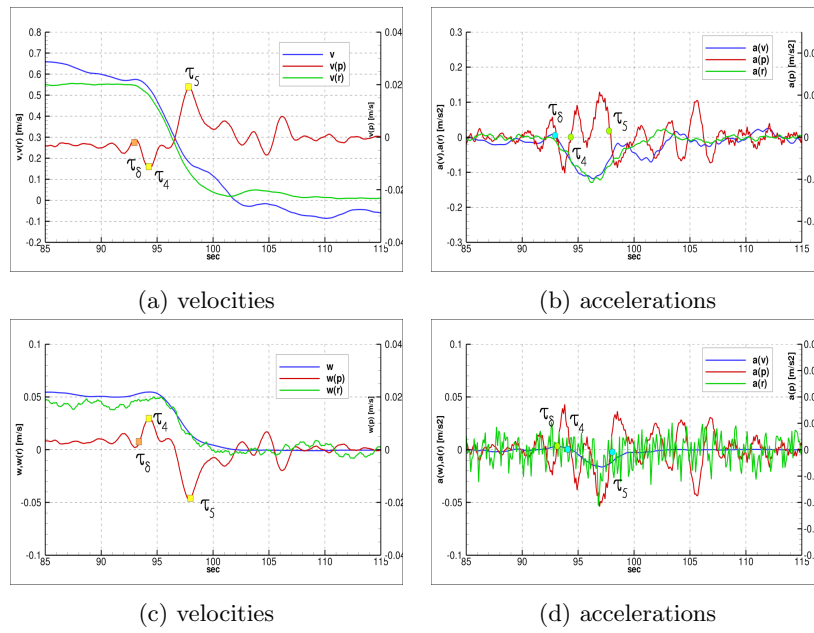 v,v(r) [m/s]
0.8
0.7
0.6
0.5
0.4
0.3
0.2
0.1
0
-0.1
-0.2
85
90
95
100
105
110
115
sec
v
v(p)
v(r)
τ5
τδ
τ4
0.04
0.02
0
-0.02
-0.04
v(p) [m/s]
(a) velocities
a(v),a(r) [m/s2]
0.3
0.2
0.1
0
-0.1
-0.2
-0.3
85
90
95
100
105
110
115
sec
a(v)
a(p)
a(r)
τδ
τ4
τ5
a(p) [m/s2]
(b) accelerations
w,w(r) [m/s]
0.1
0.05
0
-0.05
-0.1
85
90
95
100
105
110
115
sec
w
w(p)
w(r)
τ4
τδ
τ5
0.04
0.02
0
-0.02
-0.04
w(p) [m/s]
(c) velocities
a(w),a(r) [m/s2]
0.1
0.05
0
-0.05
-0.1
85
90
95
100
105
110
115
sec
a(v)
a(p)
a(r)
τδ
τ4
τ5
a(p) [m/s2]
(d) accelerations